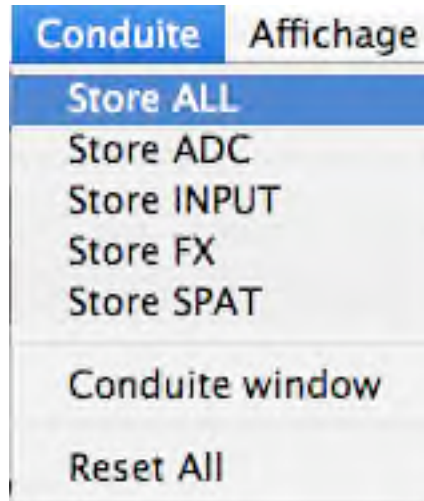 Conduite Affichage
Store ALL
Store ADC
Store INPUT
Store FX
Store SPAT
Conduite window
Reset All